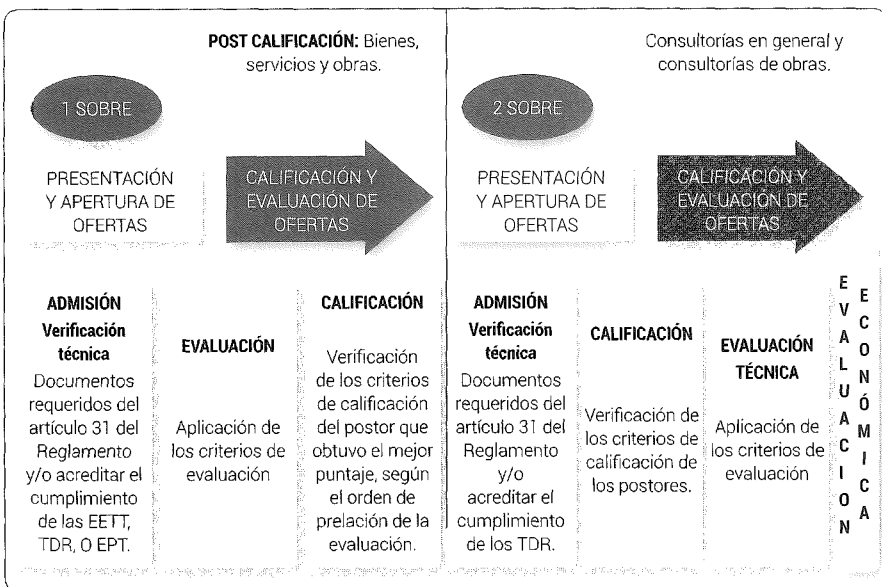 POST CALIFICACIÓN: Bienes,
servicios y obras.
1 SOBRE
PRESENTACIÓN
Y APERTURA DE
OFERTAS
CALIFICACIÓN Y
EVALUACIÓN DE
OFERTAS
ADMISIÓN
Verificación
técnica
Documentos
requeridos del
artículo 31 del
Reglamento
y/o acreditar el
cumplimiento
de las EETT,
TDR, O EPT.
EVALUACIÓN
Aplicación de
los criterios de
evaluación
CALIFICACIÓN
Verificación
de los criterios
de calificación
del postor que
obtuvo el mejor
puntaje, según
el orden de
prelación de la
evaluación.
Consultorías en general y
consultorías de obras.
2 SOBRE
PRESENTACIÓN
Y APERTURA DE
OFERTAS
CALIFICACIÓN Y
EVALUACIÓN DE
OFERTAS
ADMISIÓN
Verificación
técnica
Documentos
requeridos del
artículo 31 del
Reglamento
y/o
acreditar el
cumplimiento
de los TDR.
CALIFICACIÓN
Verificación de
los criterios de
calificación de
los postores.
EVALUACIÓN
TÉCNICA
Aplicación de
los criterios de
evaluación
EVALUACION
ECONÓMICA